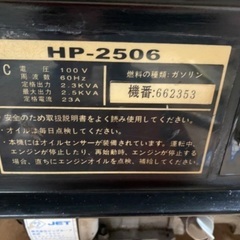 HP-2506
C
電圧 100V
周波数 60Hz
定格出力 2.3KVA
最大出力 2.5KVA
定格電流 23A
燃料の種類:ガソリン
機番:662353
安全のため取扱説明書をよく読んで使用してください。
・オイルは毎日点検してください。
・本機にはオイルセンサーが装着されています。運転中、
エンジンが停止したり、エンジンが停止する
場合、直ちにエンジンオイルを点検してください。
JET